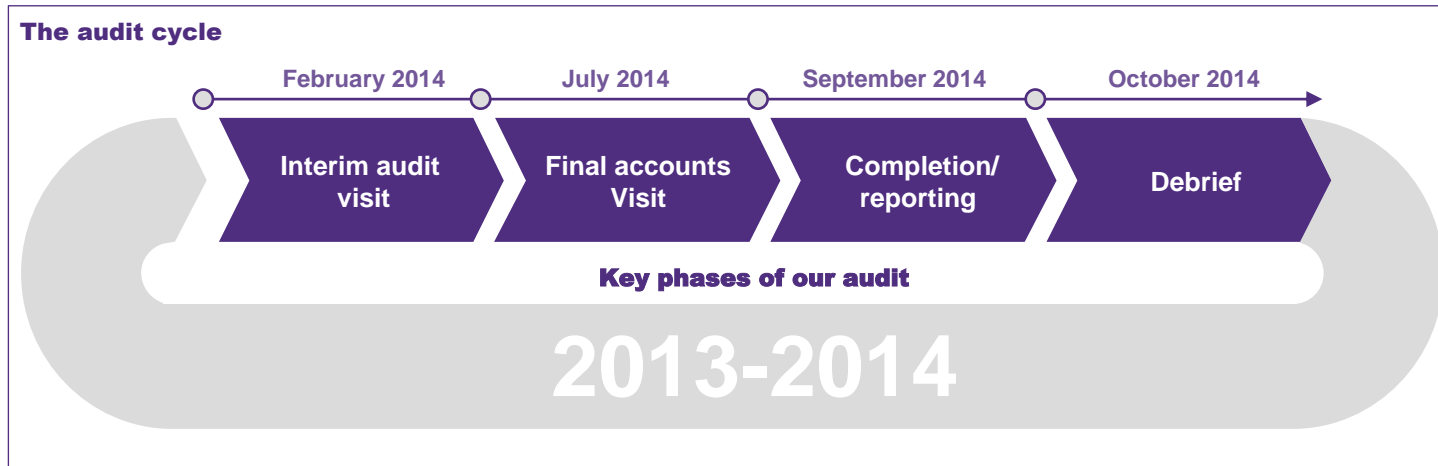 The audit cycle
February 2014
July 2014
September 2014
October 2014
Interim audit
visit
Final accounts
Visit
Completion/
reporting
Debrief
Key phases of our audit
2013-2014